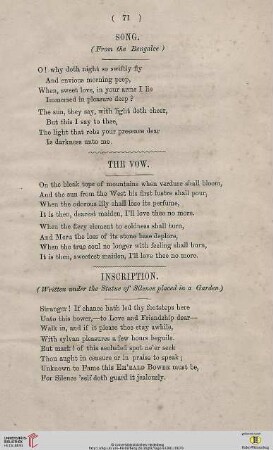 ( 71 )
SONG.
(From the Bengalee)
O! why doth night so swiftly fly
And envious morning peep,
When, sweet love, in your arms I lie
Immersed in pleasure deep?
The sun, they say, with light doth cheer,
But this I say to thee,
The light that robs your presence dear
Is darkness unto me.
THE VOW.
On the bleak tops of mountains when verdure shall bloom,
And the sun from the West his first lustre shall pour,
When the odorous lily shall lose its perfume,
It is then, dearest maiden, I'll love thee no more.
When the fiery element to coldness shall turn,
And Mera the loss of its stone base deplore,
When the true soul no longer with feeling shall burn,
It is then, sweetest maiden, I'll love thee no more.
INSCRIPTION.
(Written under the Statue of Silence placed in a Garden)
Stranger! If chance hath led thy footsteps here
Unto this bower,—to Love and Friendship dear—
Walk in, and if it please thee stay awhile,
With sylvan pleasures a few hours beguile.
But mark! of this secluded spot ne'er seek
Then aught in censure or in praise to speak;
Unknown to Fame this EM'RALD BOWER must be,
For Silence 'self doth guard it jealously.
UNIVERSITÄTS-
BIBLIOTHEK
HEIDELBERG